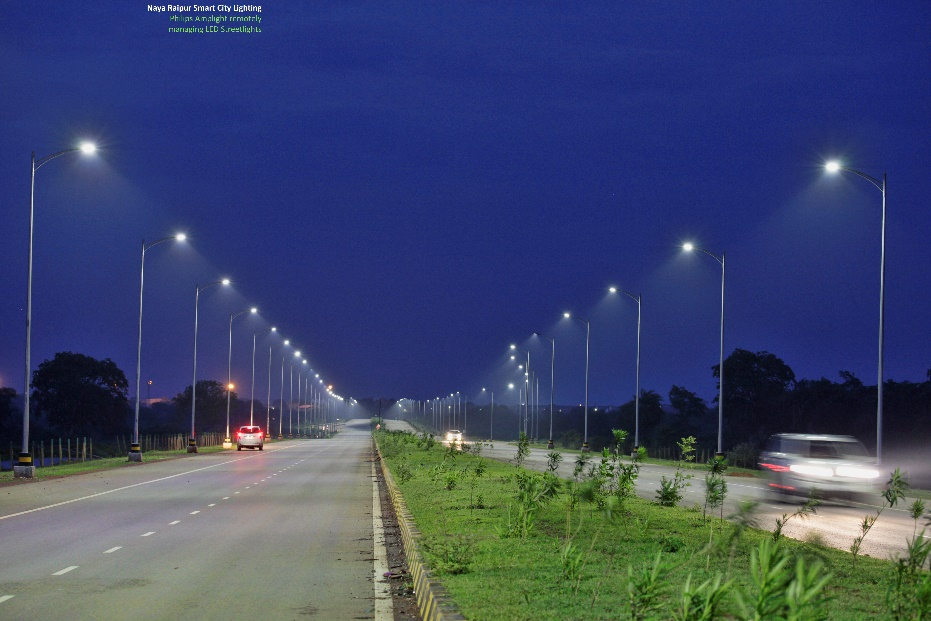 Naya Raipur Smart City Lighting
Philips Amplight remotely
managing LED Streetlights